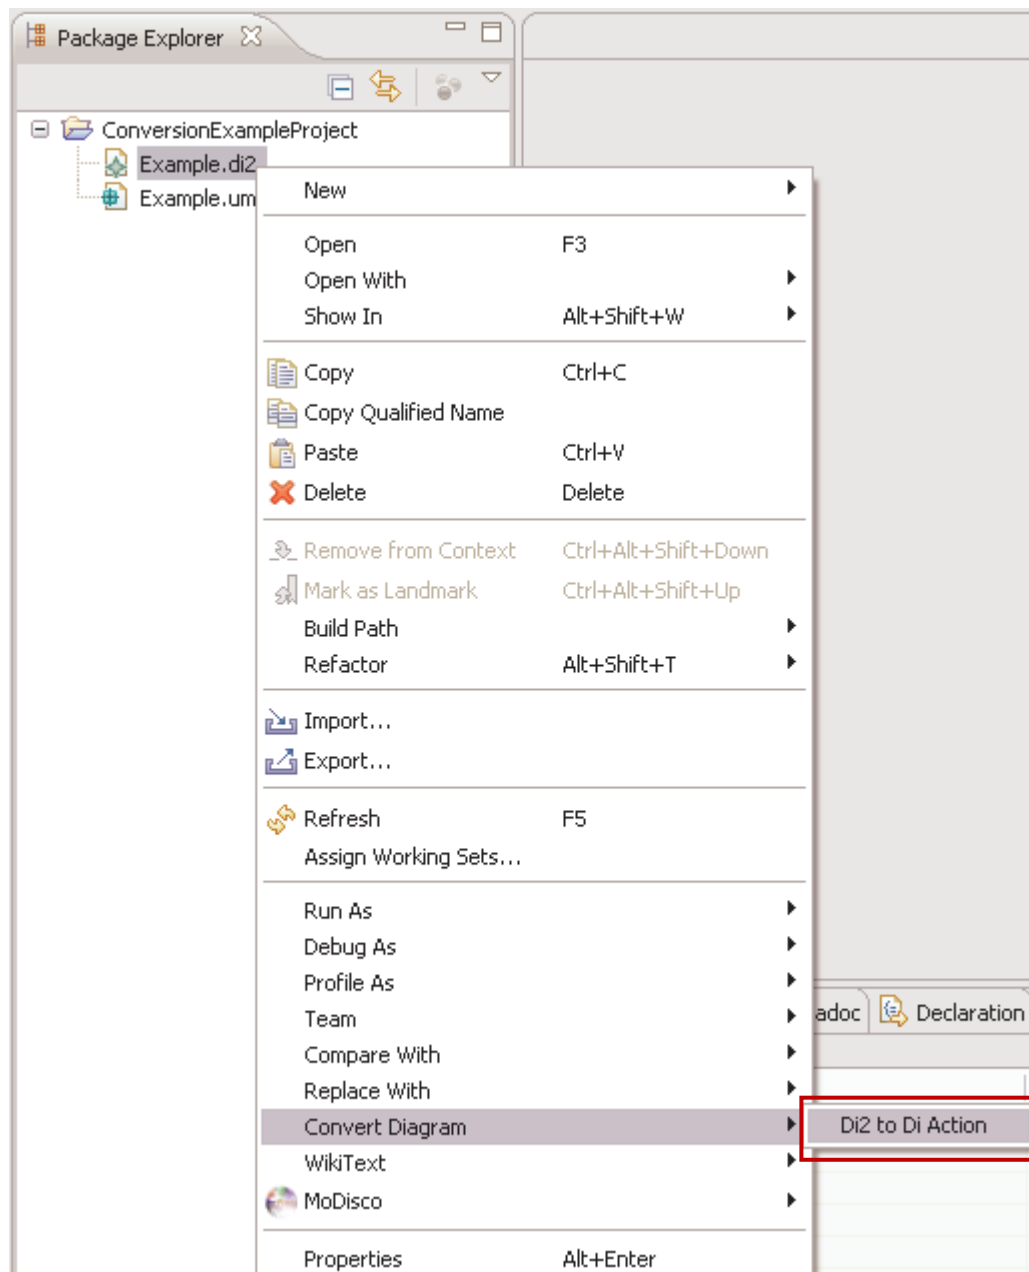 Package Explorer
ConversionExampleProject
Example.di2
Example.um
New
Open F3
Open With
Show In Alt+Shift+W
Copy Ctrl+C
Copy Qualified Name
Paste Ctrl+V
Delete Delete
Remove from Context Ctrl+Alt+Shift+Down
Mark as Landmark Ctrl+Alt+Shift+Up
Build Path
Refactor Alt+Shift+T
Import...
Export...
Refresh F5
Assign Working Sets...
Run As
Debug As
Profile As
Team
adoc Declaration
Compare With
Replace With
Convert Diagram
Di2 to Di Action
WikiText
MoDisco
Properties Alt+Enter